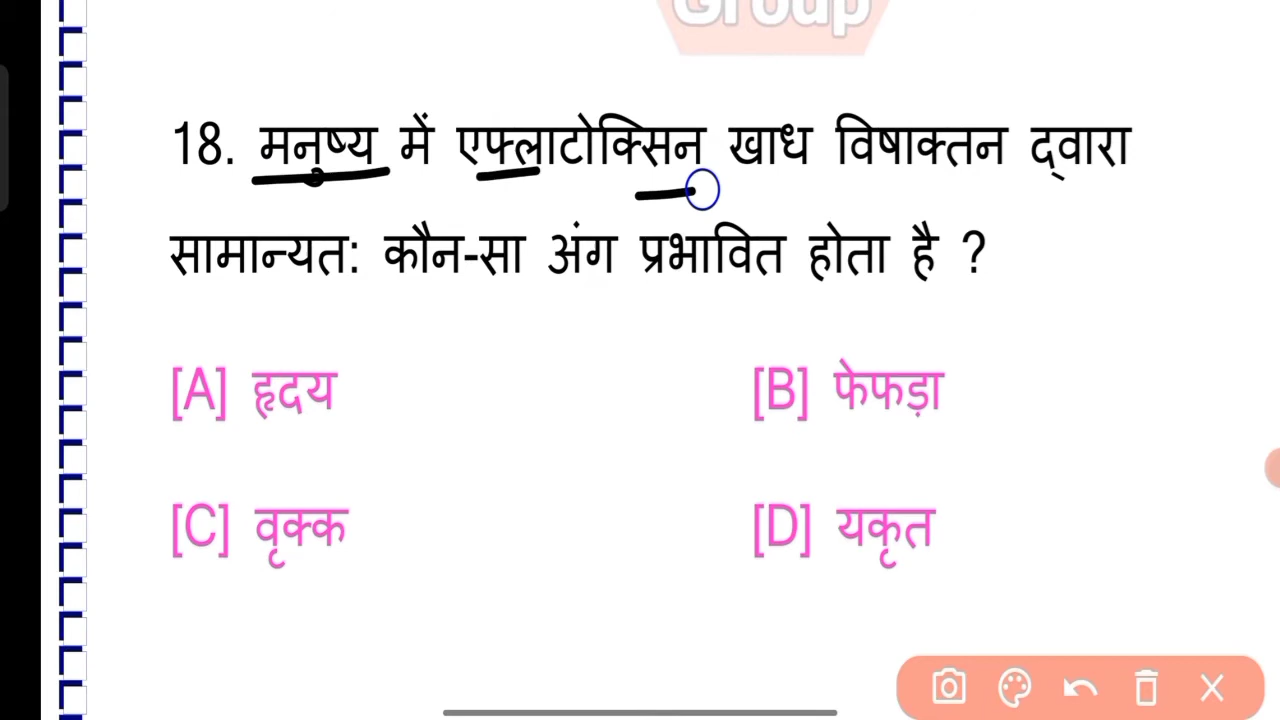 Group
18. मनुष्य में एफ्लाटोक्सिन खाध विषाक्तन द्वारा
सामान्यत: कौन-सा अंग प्रभावित होता है ?
[A] हृदय
[B] फेफड़ा
[C] वृक्क
[D] यकृत